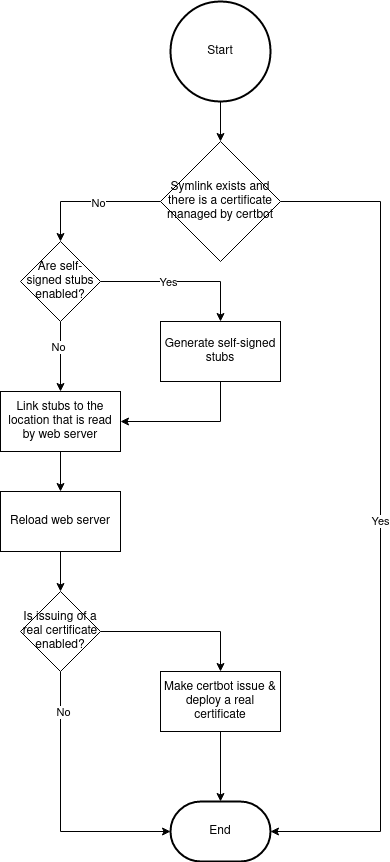 Start
Symlink exists and
there is a certificate
managed by certbot
No
Are self-
signed stubs
enabled?
Yes
Generate self-signed
stubs
No
Link stubs to the
location that is read
by web server
Reload web server
Yes
Is issuing of a
real certificate
enabled?
Make certbot issue &
deploy a real
certificate
No
End